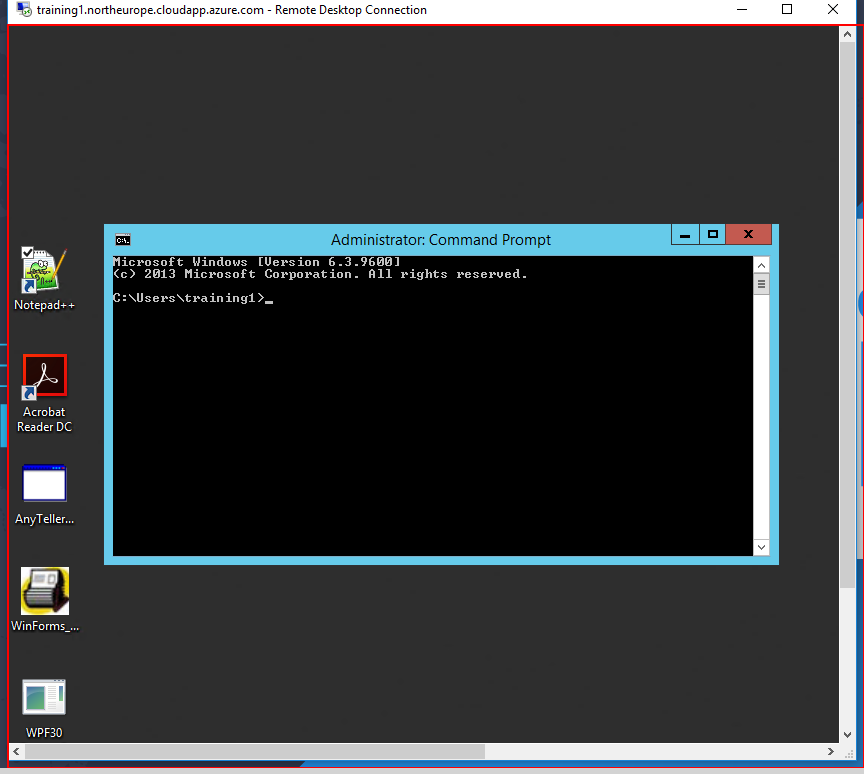 training1.northeurope.cloudapp.azure.com - Remote Desktop Connection
Administrator: Command Prompt
Microsoft Windows [Version 6.3.9600]
(c) 2013 Microsoft Corporation. All rights reserved.
C:\Users\training1>_
Notepad++
Acrobat
Reader DC
AnyTeller...
WinForms_...
WPF30